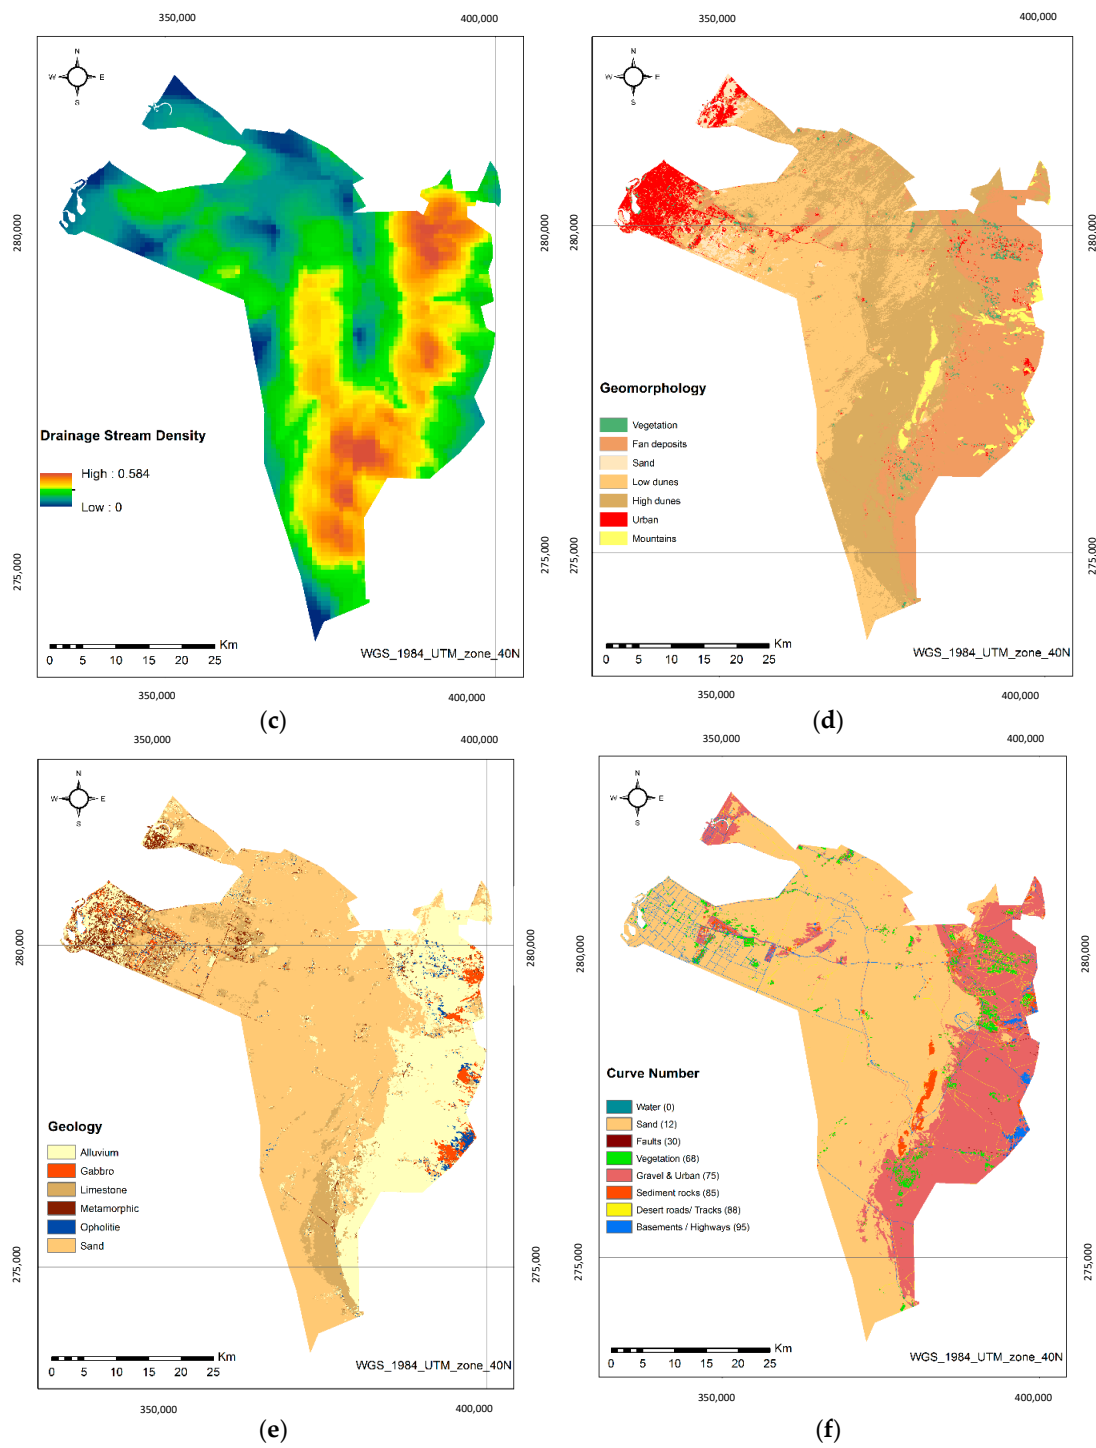 350,000
400,000
350,000
400,000
N
W
E
S
N
W
E
S
280,000
280,000
280,000
280,000
Drainage Stream Density
High : 0.584
Low : 0
Geomorphology
Vegetation
Fan deposits
Sand
Low dunes
High dunes
Urban
Mountains
275,000
275,000
275,000
0 5 10 15 20 25 Km
WGS_1984_UTM_zone_40N
0 5 10 15 20 25 Km
WGS_1984_UTM_zone_40N
350,000
400,000
350,000
400,000
(c)
(d)
350,000
400,000
350,000
400,000
N
W
E
S
N
W
E
S
280,000
280,000
280,000
Geology
Alluvium
Gabbro
Limestone
Metamorphic
Opholitie
Sand
Curve Number
Water (0)
Sand (12)
Faults (30)
Vegetation (68)
Gravel & Urban (75)
Sediment rocks (85)
Desert roads/ Tracks (88)
Basements / Highways (95)
275,000
275,000
275,000
0 5 10 15 20 25 Km
WGS_1984_UTM_zone_40N
0 5 10 15 20 25 Km
WGS_1984_UTM_zone_40N
350,000
400,000
350,000
400,000
(e)
(f)